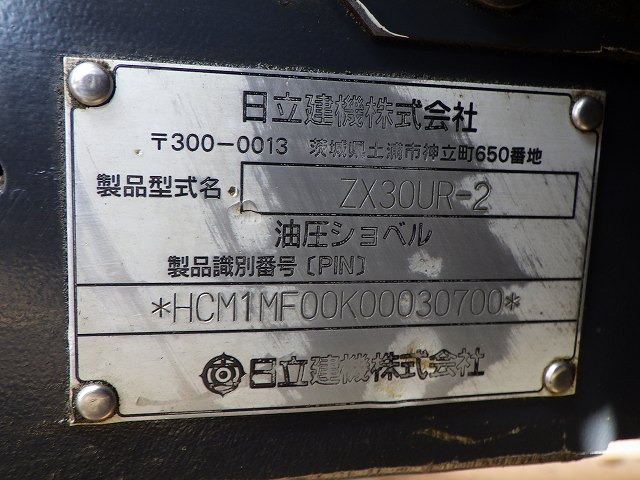 日立建機株式会社
〒300-0013 茨城県土浦市神立町650番地
製品型式名 ZX30UR-2
油圧ショベル
製品識別番号〔PIN〕
*HCM1MF00K00030700*
日立建機株式会社